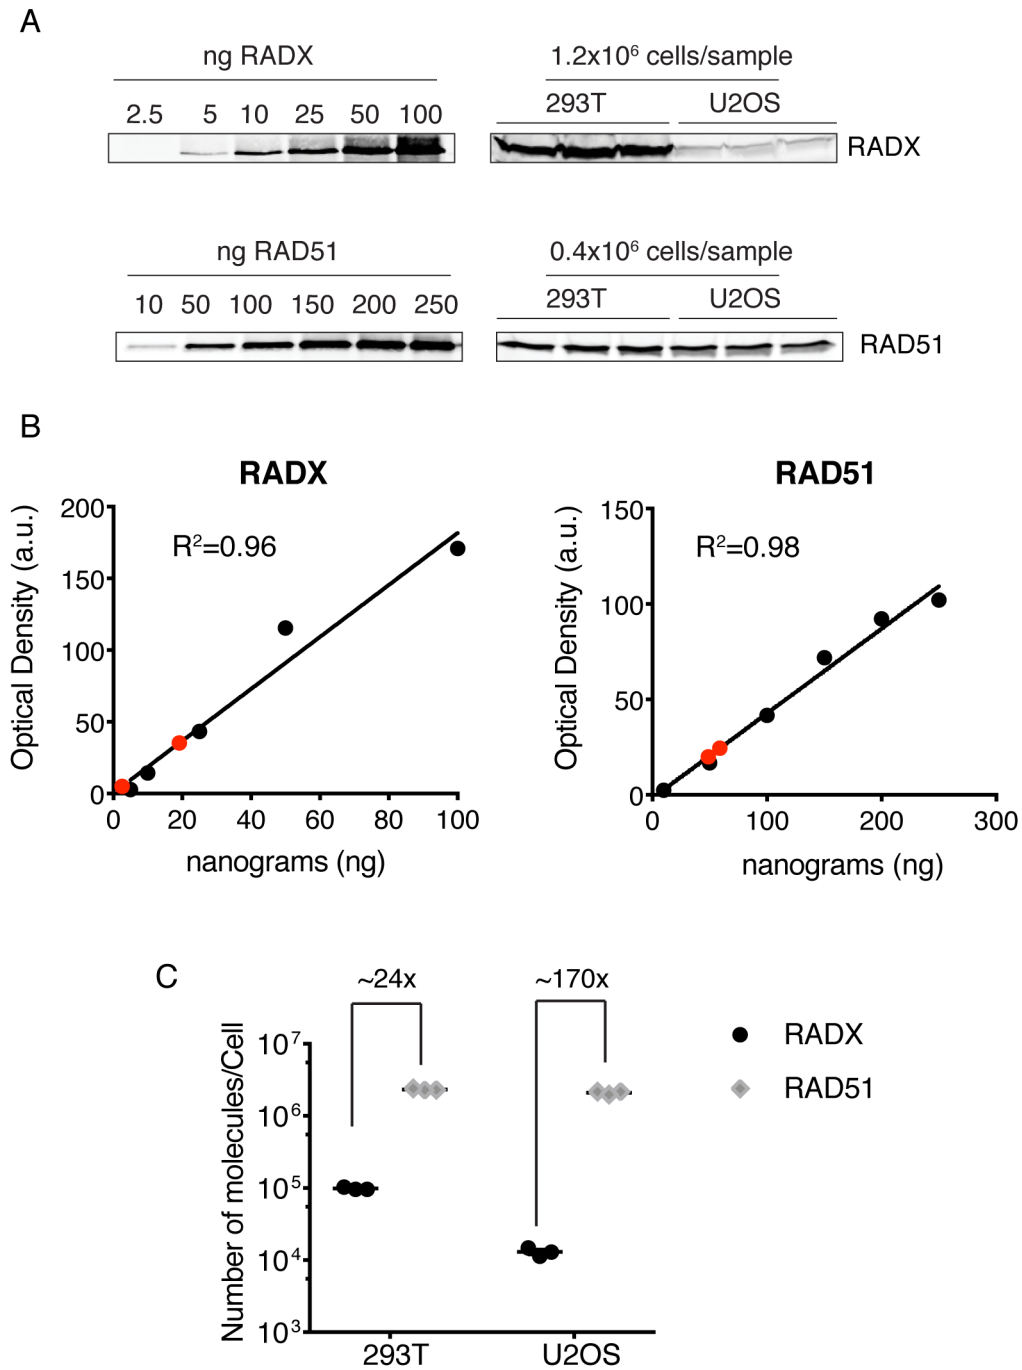 A
ng RADX
1.2x10⁶ cells/sample
293T U2OS
2.5 5 10 25 50 100
RADX
ng RAD51
0.4x10⁶ cells/sample
10 50 100 150 200 250
293T U2OS
RAD51
B
RADX
R²=0.96
Optical Density (a.u.)
200
150
100
50
0
0 20 40 60 80 100
nanograms (ng)
RAD51
R²=0.98
Optical Density (a.u.)
150
100
50
0
0 100 200 300
nanograms (ng)
C
~24x ~170x
Number of molecules/Cell
10⁷
10⁶
10⁵
10⁴
10³
293T U2OS
RADX
RAD51